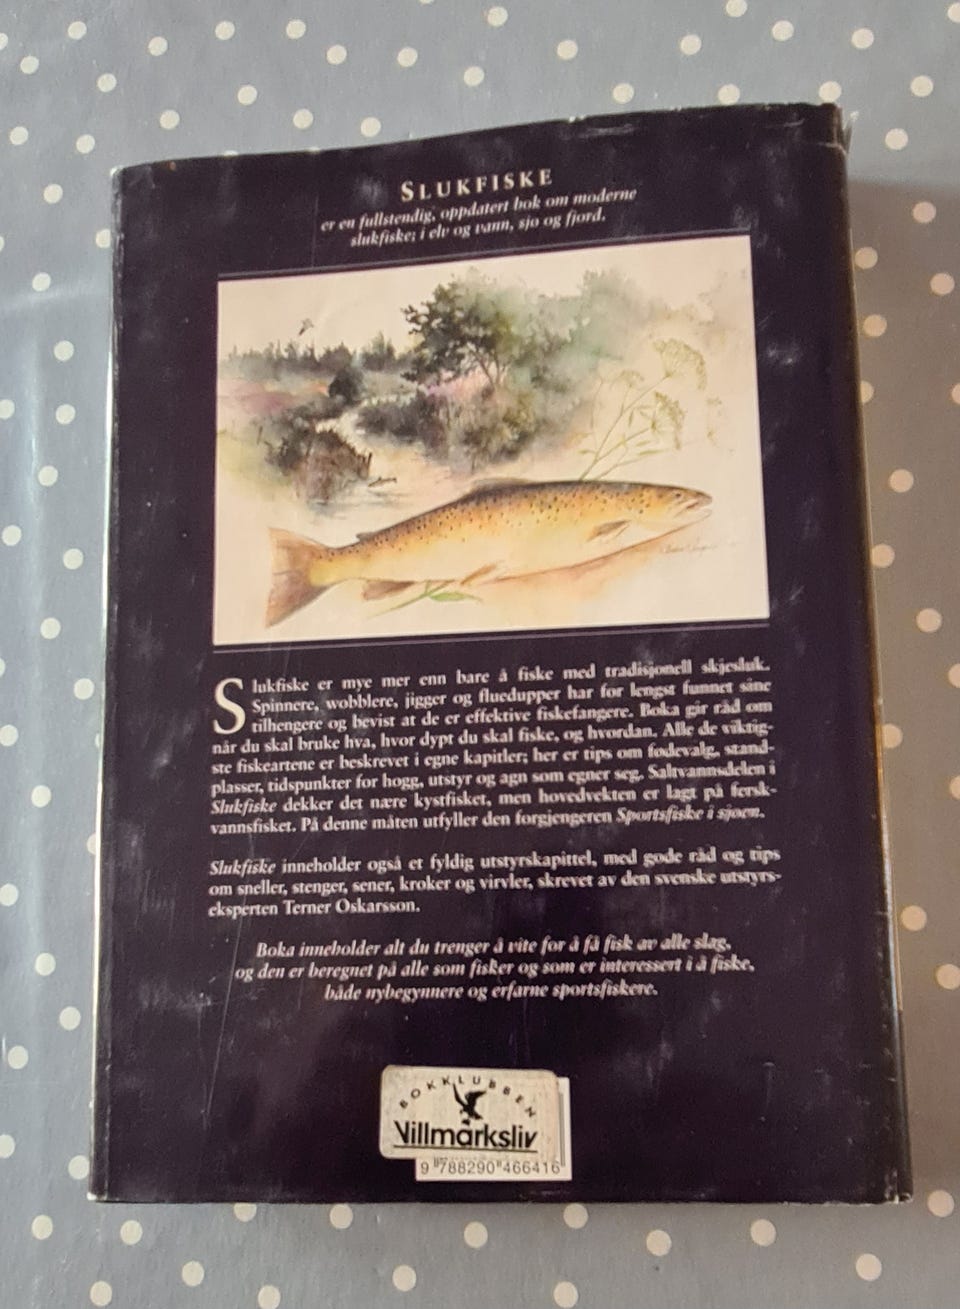 SLUKFISKE
er en fullstendig, oppdatert bok om moderne
slukfiske: i elv og vann, sjø og fjord.
Slukfiske er mye mer enn bare å fiske med tradisjonell skjesluk.
Spinnere, wobblere, jigger og fluedupper har for lengst funnet sine
tilhengere og bevist at de er effektive fiskefangere. Boka gir råd om
når du skal bruke hva, hvor dypt du skal fiske, og hvordan. Alle de viktig-
ste fiskeartene er beskrevet i egne kapitler; her er tips om fødevalg, stand-
plasser, tidspunkter for hogg, utstyr og agn som egner seg. Saltvannsdelen i
Slukfiske dekker det nære kystfisket, men hovedvekten er lagt på fersk-
vannsfisket. På denne måten utfyller den forgjengeren Sportsfiske i sjøen.
Slukfiske inneholder også et fyldig utstyrskapittel, med gode råd og tips
om sneller, stenger, sener, kroker og virvler, skrevet av den svenske utstyrs-
eksperten Terner Oskarsson.
Boka inneholder alt du trenger å vite for å få fisk av alle slag,
og den er beregnet på alle som fisker og som er interessert i å fiske,
både nybegynnere og erfarne sportsfiskere.
BOKKLUBBEN
Villmarksliv
9 788290 466416